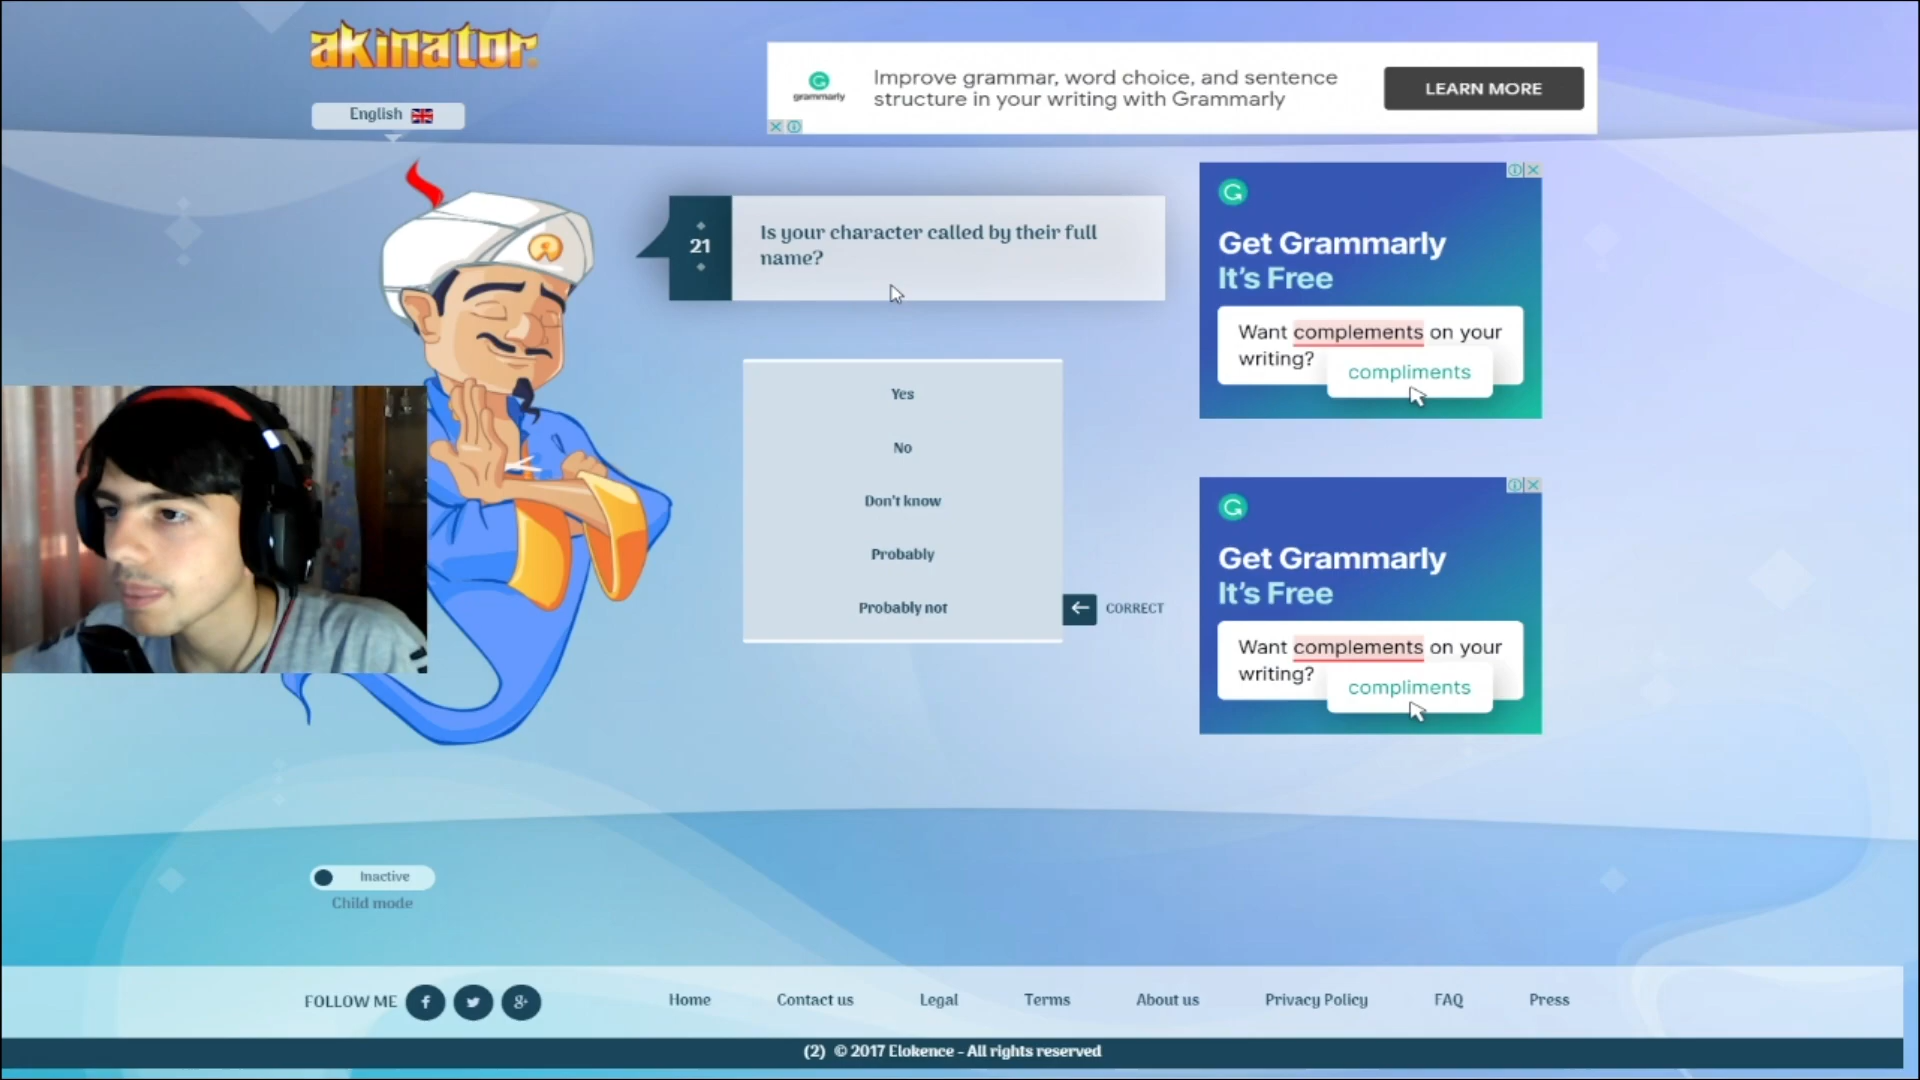 akinator
English
grammarly
Improve grammar, word choice, and sentence
structure in your writing with Grammarly
LEARN MORE
21
Is your character called by their full
name?
Yes
No
Don't know
Probably
Probably not
CORRECT
Get Grammarly
It's Free
Want complements on your
writing?
compliments
Get Grammarly
It's Free
Want complements on your
writing?
compliments
Inactive
Child mode
FOLLOW ME
Home
Contact us
Legal
Terms
About us
Privacy Policy
FAQ
Press
(2) © 2017 Elokence - All rights reserved